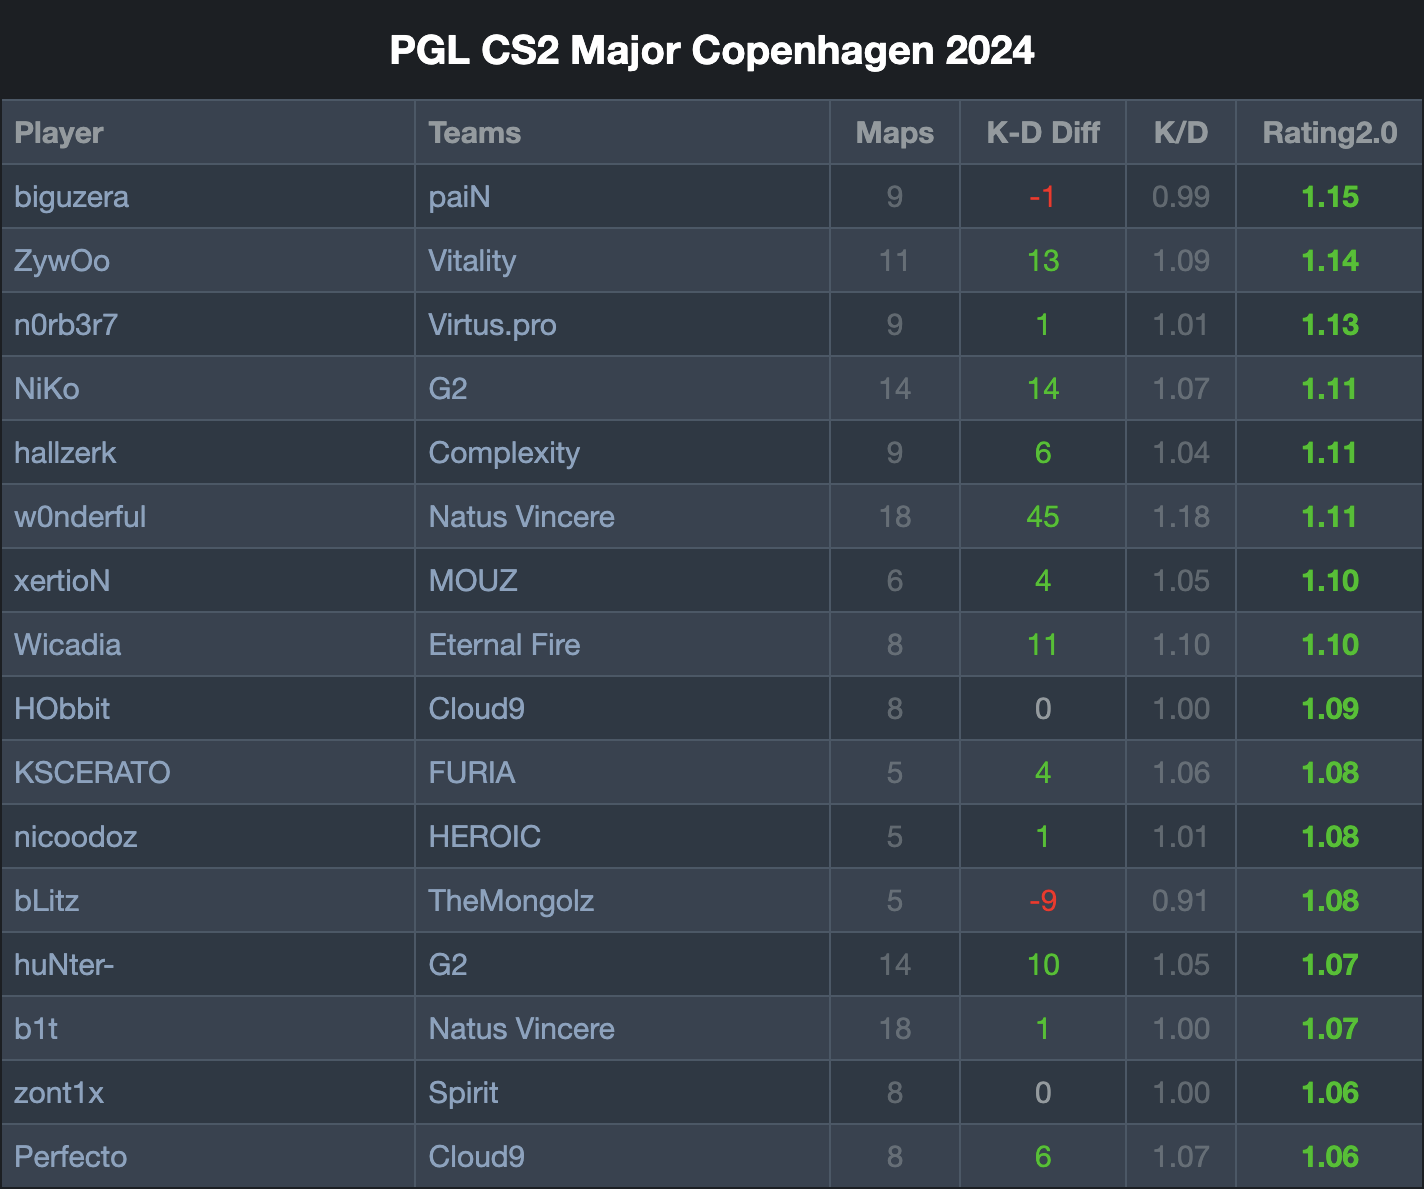 PGL CS2 Major Copenhagen 2024
Player Teams Maps K-D Diff K/D Rating2.0
biguzera paiN 9 -1 0.99 1.15
ZywOo Vitality 11 13 1.09 1.14
n0rb3r7 Virtus.pro 9 1 1.01 1.13
NiKo G2 14 14 1.07 1.11
hallzerk Complexity 9 6 1.04 1.11
w0nderful Natus Vincere 18 45 1.18 1.11
xertioN MOUZ 6 4 1.05 1.10
Wicadia Eternal Fire 8 11 1.10 1.10
HObbit Cloud9 8 0 1.00 1.09
KSCERATO FURIA 5 4 1.06 1.08
nicoodoz HEROIC 5 1 1.01 1.08
bLitz TheMongolz 5 -9 0.91 1.08
huNter- G2 14 10 1.05 1.07
b1t Natus Vincere 18 1 1.00 1.07
zont1x Spirit 8 0 1.00 1.06
Perfecto Cloud9 8 6 1.07 1.06